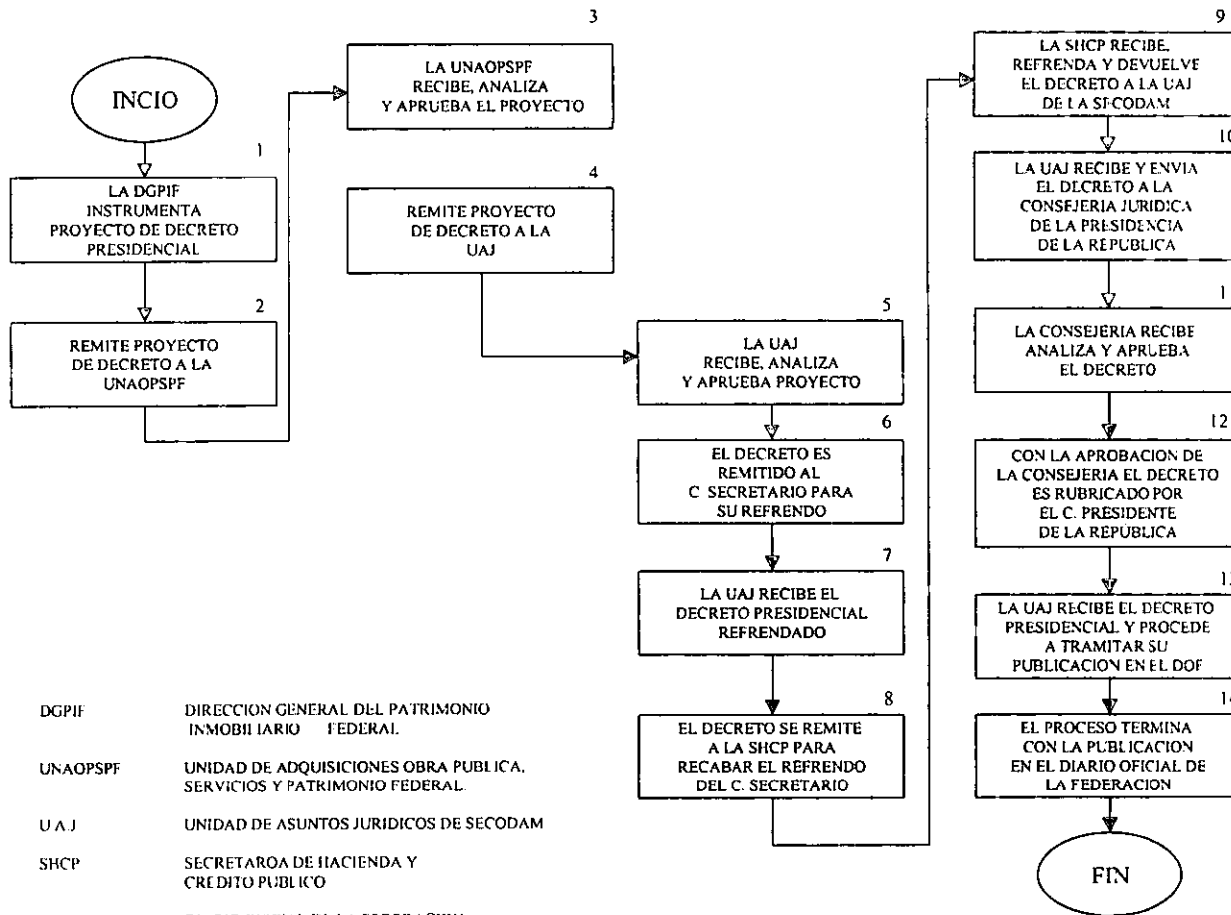 INCIO
1
LA DGPIF
INSTRUMENTA
PROYECTO DE DECRETO
PRESIDENCIAL
2
REMITE PROYECTO
DE DECRETO A LA
UNAOPSPF
3
LA UNAOPSPF
RECIBE, ANALIZA
Y APRUEBA EL PROYECTO
4
REMITE PROYECTO
DE DECRETO A LA
UAJ
5
LA UAJ
RECIBE, ANALIZA
Y APRUEBA PROYECTO
6
EL DECRETO ES
REMITIDO AL
C SECRETARIO PARA
SU REFRENDO
7
LA UAJ RECIBE EL
DECRETO PRESIDENCIAL
REFRENDADO
8
EL DECRETO SE REMITE
A LA SHCP PARA
RECABAR EL REFRENDO
DEL C. SECRETARIO
9
LA SHCP RECIBE,
REFRENDA Y DEVUELVE
EL DECRETO A LA UAJ
DE LA SECODAM
10
LA UAJ RECIBE Y ENVIA
EL DECRETO A LA
CONSEJERIA JURIDICA
DE LA PRESIDENCIA
DE LA REPUBLICA
1
LA CONSEJERIA RECIBE
ANALIZA Y APRUEBA
EL DECRETO
12
CON LA APROBACION DE
LA CONSEJERIA EL DECRETO
ES RUBRICADO POR
EL C. PRESIDENTE
DE LA REPÚBLICA
13
LA UAJ RECIBE EL DECRETO
PRESIDENCIAL Y PROCEDE
A TRAMITAR SU
PUBLICACION EN EL DOF
14
EL PROCESO TERMINA
CON LA PUBLICACION
EN EL DIARIO OFICIAL DE
LA FEDERACION
FIN
DGPIF DIRECCION GENERAL DEL PATRIMONIO
INMOBILIARIO FEDERAL
UNAOPSPF UNIDAD DE ADQUISICIONES OBRA PUBLICA,
SERVICIOS Y PATRIMONIO FEDERAL.
U.A.J UNIDAD DE ASUNTOS JURIDICOS DE SECODAM
SHCP SECRETAROA DE HACIENDA Y
CREDITO PUBLICO